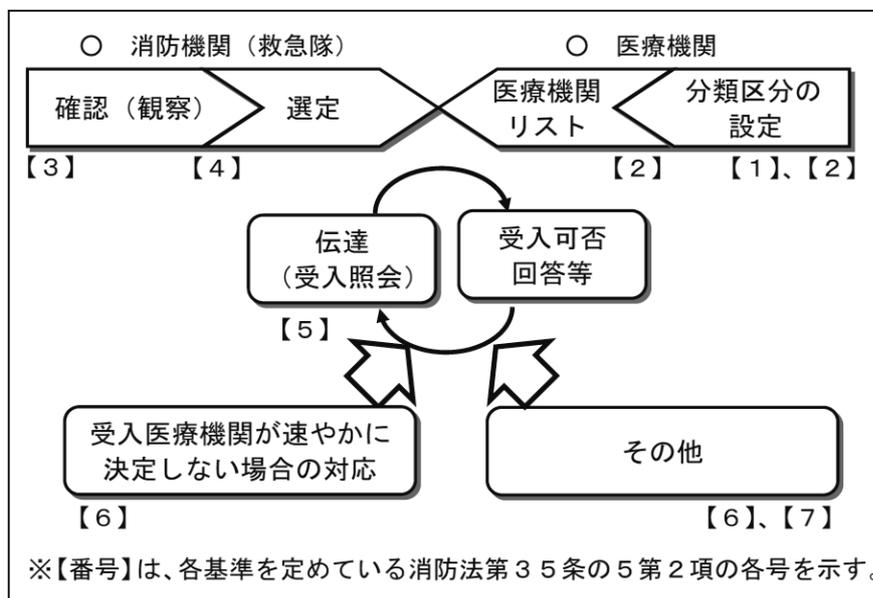 ○ 消防機関（救急隊）
○ 医療機関
確認（観察）
選定
医療機関
リスト
分類区分の
設定
【３】
【４】
【２】
【１】、【２】
伝達
（受入照会）
受入可否
回答等
【５】
受入医療機関が速やかに
決定しない場合の対応
その他
【６】
【６】、【７】
※【番号】は、各基準を定めている消防法第３５条の５第２項の各号を示す。